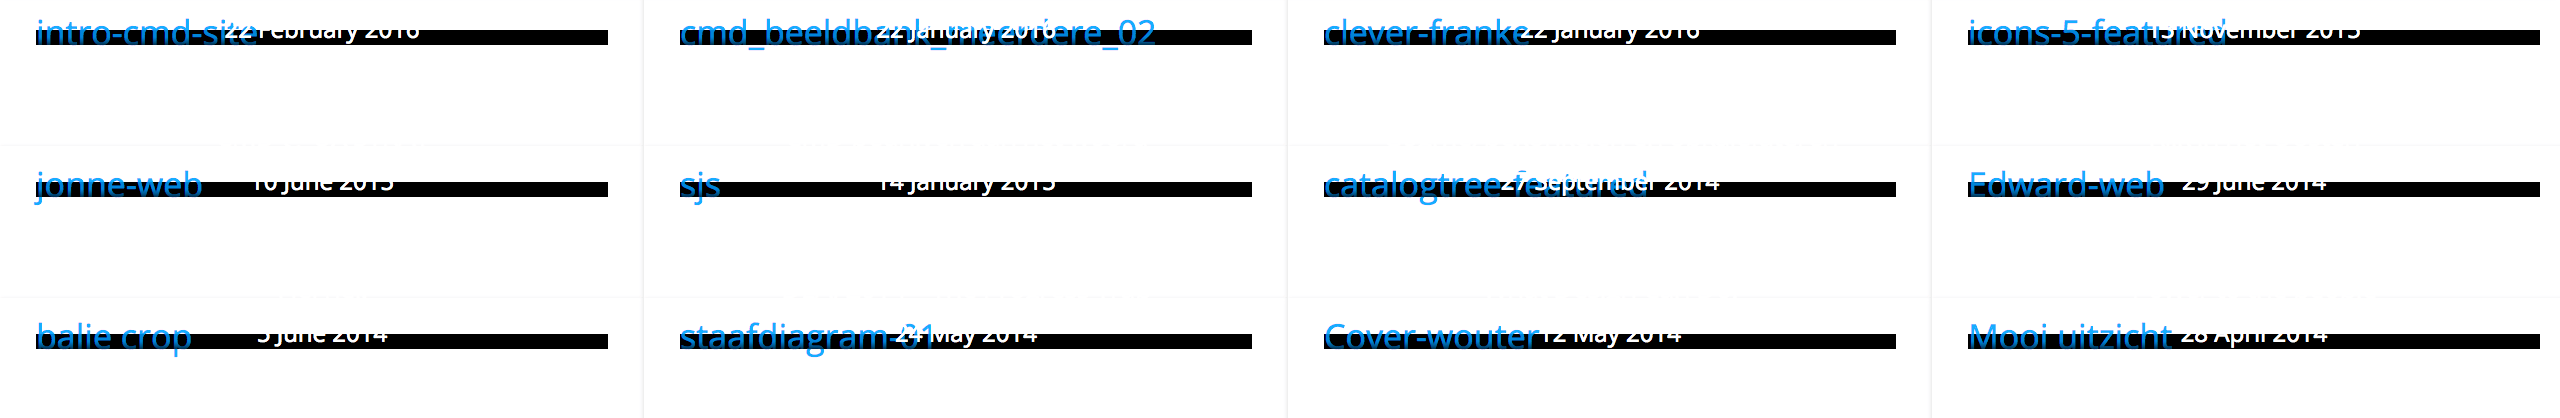 intro-cmd-site 22 February 2016
cmd_beeldbank_meerdere_02 22 January 2016
clever-franke 22 January 2016
icons-5-featured 13 November 2015
jonne-web 10 June 2015
sjs 14 January 2015
catalogtree-featured 27 September 2014
Edward-web 29 June 2014
balie crop 5 June 2014
staafdiagram-01 24 May 2014
Cover-wouter 12 May 2014
Mooi uitzicht 28 April 2014